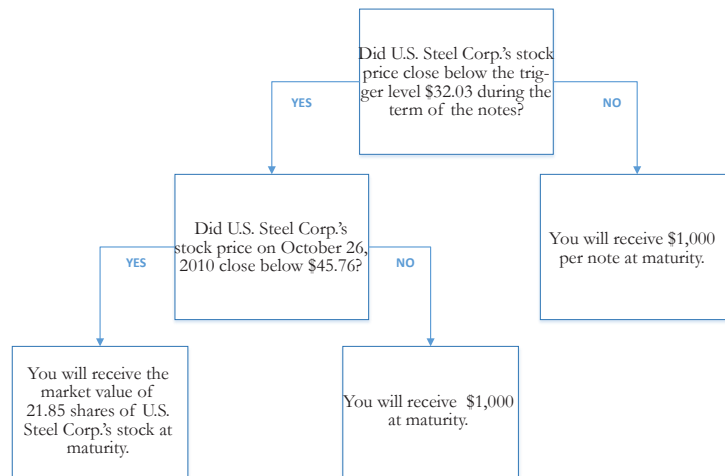 Did U.S. Steel Corp.'s stock
price close below the trig-
ger level $32.03 during the
term of the notes?
YES
NO
Did U.S. Steel Corp.'s
stock price on October 26,
2010 close below $45.76?
You will receive $1,000
per note at maturity.
YES
NO
You will receive the
market value of
21.85 shares of U.S.
Steel Corp.'s stock at
maturity.
You will receive $1,000
at maturity.